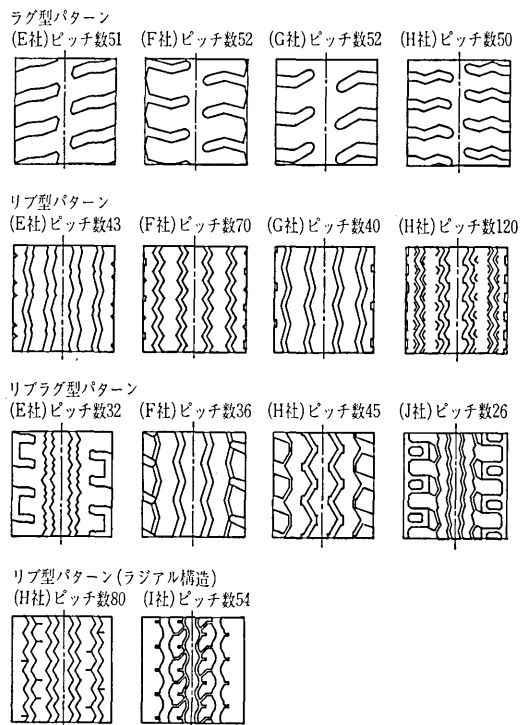 ラグ型パターン
(E社)ピッチ数51 (F社)ピッチ数52 (G社)ピッチ数52 (H社)ピッチ数50
リブ型パターン
(E社)ピッチ数43 (F社)ピッチ数70 (G社)ピッチ数40 (H社)ピッチ数120
リブラグ型パターン
(E社)ピッチ数32 (F社)ピッチ数36 (H社)ピッチ数45 (J社)ピッチ数26
リブ型パターン(ラジアル構造)
(H社)ピッチ数80 (I社)ピッチ数54